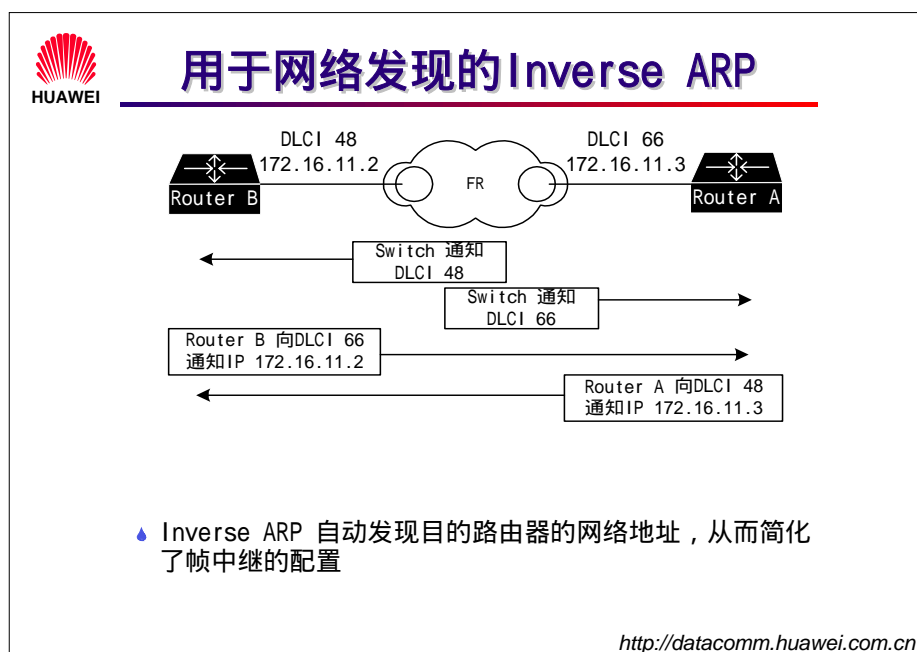 HUAWEI
用于网络发现的Inverse ARP
DLCI 48
172.16.11.2
DLCI 66
172.16.11.3
Router B
FR
Router A
Switch 通知
DLCI 48
Switch 通知
DLCI 66
Router B 向DLCI 66
通知IP 172.16.11.2
Router A 向DLCI 48
通知IP 172.16.11.3
Inverse ARP 自动发现目的路由器的网络地址，从而简化
了帧中继的配置
http://datacomm.huawei.com.cn